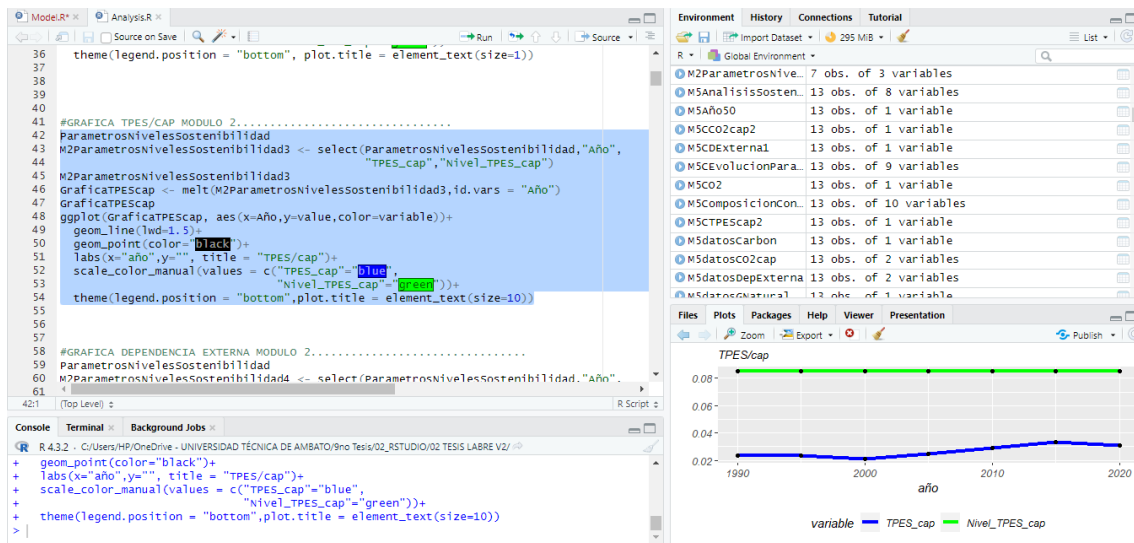 Model.R* × Analysis.R ×
Source on Save Run Source
36 theme(legend.position = "bottom", plot.title = element_text(size=1))
37
38
39
40
41 #GRAFICA TPES/CAP MODULO 2..............................
42 ParametrosNivelesSostenibilidad
43 M2ParametrosNivelesSostenibilidad3 <- select(ParametrosNivelesSostenibilidad,"Año",
44 "TPES_cap","Nivel_TPES_cap")
45 M2ParametrosNivelesSostenibilidad3
46 GraficaTPEScap <- melt(M2ParametrosNivelesSostenibilidad3,id.vars = "Año")
47 GraficaTPEScap
48 ggplot(GraficaTPEScap, aes(x=Año,y=value,color=variable))+
49 geom_line(lwd=1.5)+
50 geom_point(color="black")+
51 labs(x="año",y="", title = "TPES/cap")+
52 scale_color_manual(values = c("TPES_cap"="blue",
53 "Nivel_TPES_cap"="green"))+
54 theme(legend.position = "bottom",plot.title = element_text(size=10))
55
56
57
58 #GRAFICA DEPENDENCIA EXTERNA MODULO 2..............................
59 ParametrosNivelesSostenibilidad
60 M2ParametrosNivelesSostenibilidad4 <- select(ParametrosNivelesSostenibilidad,"Año",
61
42:1 (Top Level) R Script
Console Terminal × Background Jobs ×
R 4.3.2 · C:/Users/HP/OneDrive - UNIVERSIDAD TÉCNICA DE AMBATO/9no Tesis/02_RSTUDIO/02 TESIS LABRE V2/
+ geom_point(color="black")+
+ labs(x="año",y="", title = "TPES/cap")+
+ scale_color_manual(values = c("TPES_cap"="blue",
+ "Nivel_TPES_cap"="green"))+
+ theme(legend.position = "bottom",plot.title = element_text(size=10))
>
Environment History Connections Tutorial
Import Dataset 295 MiB List
R Global Environment
M2ParametrosNive… 7 obs. of 3 variables
M5AnalisisSosten… 13 obs. of 8 variables
M5Año50 13 obs. of 1 variable
M5CCO2cap2 13 obs. of 1 variable
M5CDExterna1 13 obs. of 1 variable
M5CEvolucionPara… 13 obs. of 9 variables
M5CO2 13 obs. of 1 variable
M5ComposicionCon… 13 obs. of 10 variables
M5CTPEScap2 13 obs. of 1 variable
M5datosCarbon 13 obs. of 1 variable
M5datosCO2cap 13 obs. of 2 variables
M5datosDepExterna 13 obs. of 2 variables
M5datosGNatural 13 obs. of 1 variable
Files Plots Packages Help Viewer Presentation
Zoom Export Publish
TPES/cap
0.08
0.06
0.04
0.02
1990 2000 2010 2020
año
variable TPES_cap Nivel_TPES_cap